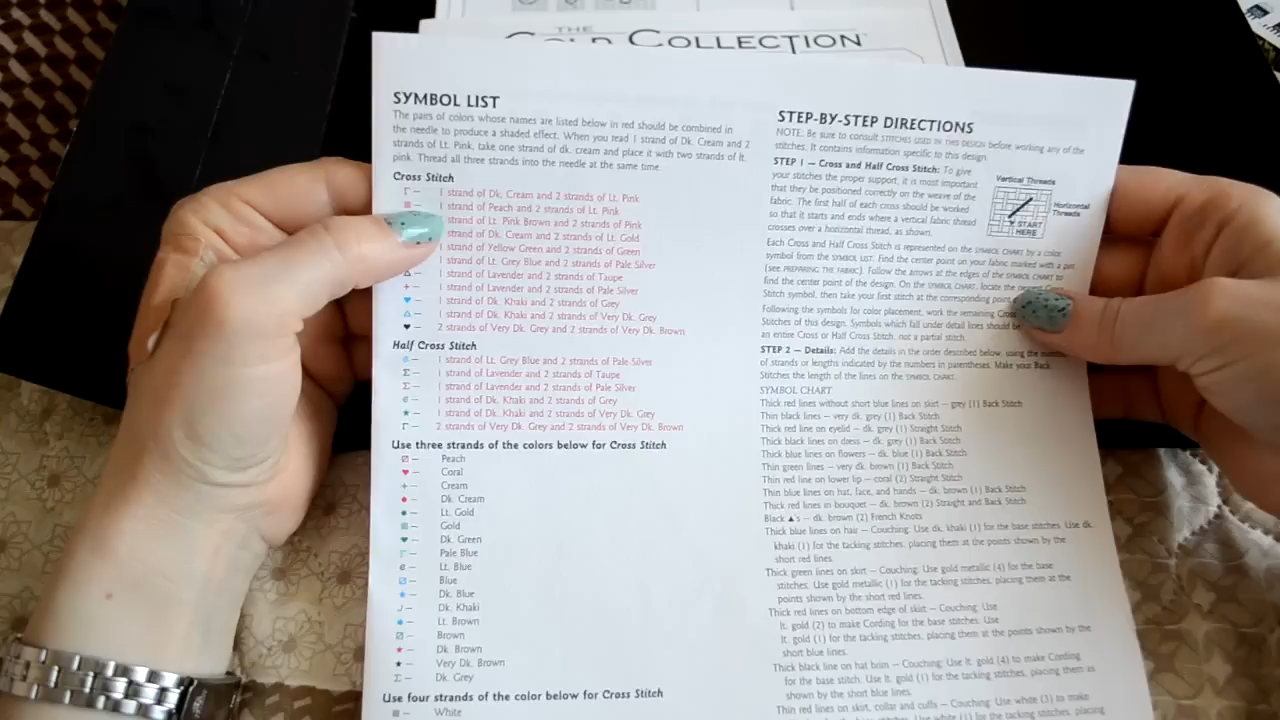 THE
GOLD COLLECTION
SYMBOL LIST
The pairs of colors whose names are listed below in red should be combined in
the needle to produce a shaded effect. When you read 1 strand of Dk. Cream and 2
strands of Lt. Pink, take one strand of dk. cream and place it with two strands of lt.
pink. Thread all three strands into the needle at the same time.
Cross Stitch
Γ – 1 strand of Dk. Cream and 2 strands of Lt. Pink
■ – 1 strand of Peach and 2 strands of Lt. Pink
strand of Lt. Pink Brown and 2 strands of Pink
strand of Dk. Cream and 2 strands of Lt. Gold
1 strand of Yellow Green and 2 strands of Green
1 strand of Lt. Grey Blue and 2 strands of Pale Silver
△ – 1 strand of Lavender and 2 strands of Taupe
+ – 1 strand of Lavender and 2 strands of Pale Silver
♥ – 1 strand of Dk. Khaki and 2 strands of Grey
△ – 1 strand of Dk. Khaki and 2 strands of Very Dk. Grey
♥ – 2 strands of Very Dk. Grey and 2 strands of Very Dk. Brown
Half Cross Stitch
– 1 strand of Lt. Grey Blue and 2 strands of Pale Silver
Σ – 1 strand of Lavender and 2 strands of Taupe
Σ – 1 strand of Lavender and 2 strands of Pale Silver
e – 1 strand of Dk. Khaki and 2 strands of Grey
★ – 1 strand of Dk. Khaki and 2 strands of Very Dk. Grey
Γ – 2 strands of Very Dk. Grey and 2 strands of Very Dk. Brown
Use three strands of the colors below for Cross Stitch
⧄ – Peach
♥ – Coral
+ – Cream
● – Dk. Cream
● – Lt. Gold
■ – Gold
♥ – Dk. Green
Γ – Pale Blue
e – Lt. Blue
⧄ – Blue
– Dk. Blue
J – Dk. Khaki
– Lt. Brown
⧄ – Brown
★ – Dk. Brown
★ – Very Dk. Brown
Σ – Dk. Grey
Use four strands of the color below for Cross Stitch
■ – White
STEP-BY-STEP DIRECTIONS
NOTE: Be sure to consult STITCHES USED IN THIS DESIGN before working any of the
stitches. It contains information specific to this design.
STEP 1 – Cross and Half Cross Stitch: To give
your stitches the proper support, it is most important
that they be positioned correctly on the weave of the
fabric. The first half of each cross should be worked
so that it starts and ends where a vertical fabric thread
crosses over a horizontal thread, as shown.
Vertical Threads
Horizontal
Threads
START
HERE
Each Cross and Half Cross Stitch is represented on the SYMBOL CHART by a color
symbol from the SYMBOL LIST. Find the center point on your fabric marked with a pin
(see PREPARING THE FABRIC). Follow the arrows at the edges of the SYMBOL CHART to
find the center point of the design. On the SYMBOL CHART, locate the nearest Cross
Stitch symbol, then take your first stitch at the corresponding point
Following the symbols for color placement, work the remaining Cross
Stitches of this design. Symbols which fall under detail lines should be
an entire Cross or Half Cross Stitch, not a partial stitch.
STEP 2 – Details: Add the details in the order described below, using the number
of strands or lengths indicated by the numbers in parentheses. Make your Back
Stitches the length of the lines on the SYMBOL CHART.
SYMBOL CHART
Thick red lines without short blue lines on skirt – grey (1) Back Stitch
Thin black lines – very dk. grey (1) Back Stitch
Thick red line on eyelid – dk. grey (1) Straight Stitch
Thick black lines on dress – dk. grey (1) Back Stitch
Thick blue lines on flowers – dk. blue (1) Back Stitch
Thin green lines – very dk. brown (1) Back Stitch
Thin red line on lower lip – coral (2) Straight Stitch
Thin blue lines on hat, face, and hands – dk. brown (1) Back Stitch
Thick red lines in bouquet – dk. brown (2) Straight and Back Stitch
Black ▲'s – dk. brown (2) French Knots
Thick blue lines on hair – Couching: Use dk. khaki (1) for the base stitches. Use dk.
khaki (1) for the tacking stitches, placing them at the points shown by the
short red lines.
Thick green lines on skirt – Couching: Use gold metallic (4) for the base
stitches. Use gold metallic (1) for the tacking stitches, placing them at the
points shown by the short red lines.
Thick red lines on bottom edge of skirt – Couching: Use
lt. gold (2) to make Cording for the base stitches. Use
lt. gold (1) for the tacking stitches, placing them at the points shown by the
short blue lines.
Thick black line on hat brim – Couching: Use lt. gold (4) to make Cording
for the base stitch. Use lt. gold (1) for the tacking stitches, placing them as
shown by the short blue lines.
Thin red lines on skirt, collar and cuffs – Couching: Use white (3) to make
Cording for the base stitches. Use white (1) for the tacking stitches, placing